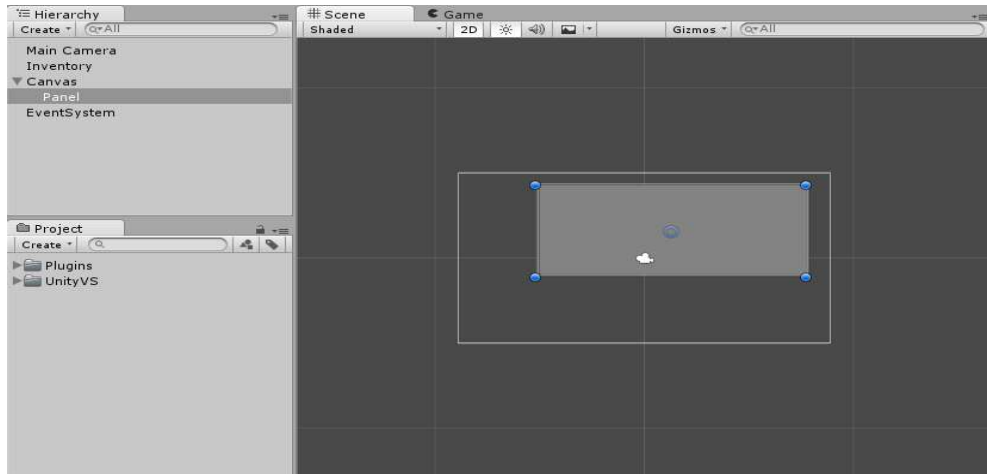 Hierarchy
Create
All
Main Camera
Inventory
Canvas
Panel
EventSystem
Project
Create
Plugins
UnityVS
Scene
Game
Shaded
2D
Gizmos
All